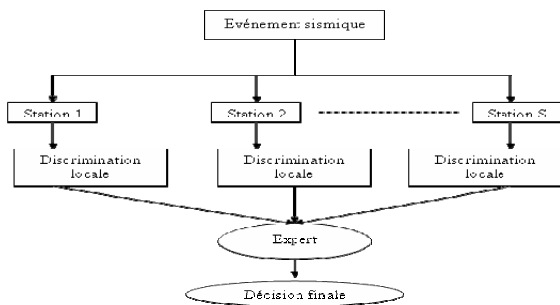 Evénement sismique
Station 1
Station 2
Station S
Discrimination
locale
Discrimination
locale
Discrimination
locale
Expert
Décision finale